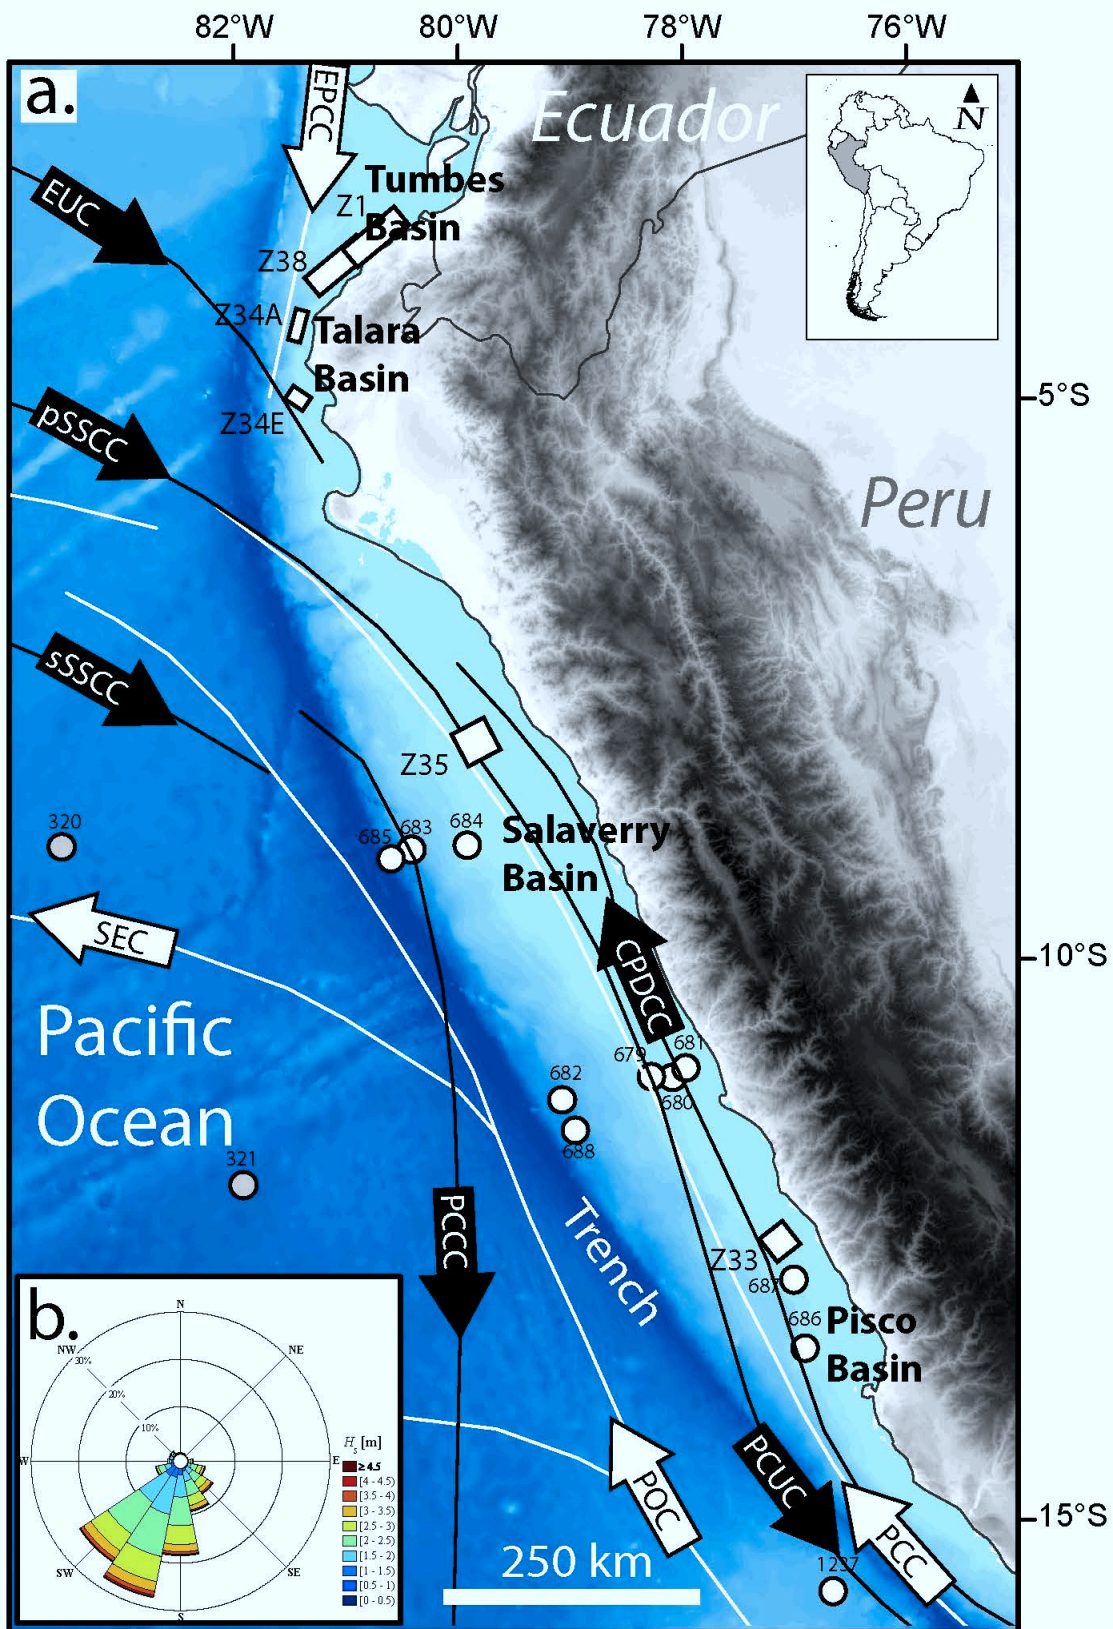 82°W 80°W 78°W 76°W
a.
EPCC
Ecuador
N
EUC
Tumbes
Basin
Z1
Z38
Z34A
Talara
Basin
5°S
Z34E
pSSCC
Peru
sSSCC
Z35
320
685
683
684
Salaverry
Basin
SEC
CPDCC
10°S
Pacific
Ocean
679
681
680
682
688
321
PCCC
Trench
Z33
687
686
Pisco
Basin
b.
N
NW
NE
30%
20%
10%
W
E
SW
SE
S
Hs [m]
≥ 4.5
[4 - 4.5)
[3.5 - 4)
[3 - 3.5)
[2.5 - 3)
[2 - 2.5)
[1.5 - 2)
[1 - 1.5)
[0.5 - 1)
[0 - 0.5)
POC
PCUC
PCC
15°S
250 km
1237